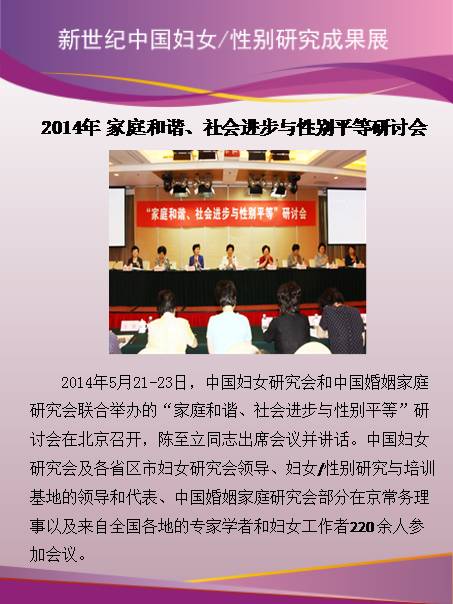 新世纪中国妇女/性别研究成果展
2014年 家庭和谐、社会进步与性别平等研讨会
“家庭和谐、社会进步与性别平等”研讨会
2014年5月21-23日，中国妇女研究会和中国婚姻家庭
研究会联合举办的“家庭和谐、社会进步与性别平等”研
讨会在北京召开，陈至立同志出席会议并讲话。中国妇女
研究会及各省区市妇女研究会领导、妇女/性别研究与培训
基地的领导和代表、中国婚姻家庭研究会部分在京常务理
事以及来自全国各地的专家学者和妇女工作者220余人参
加会议。